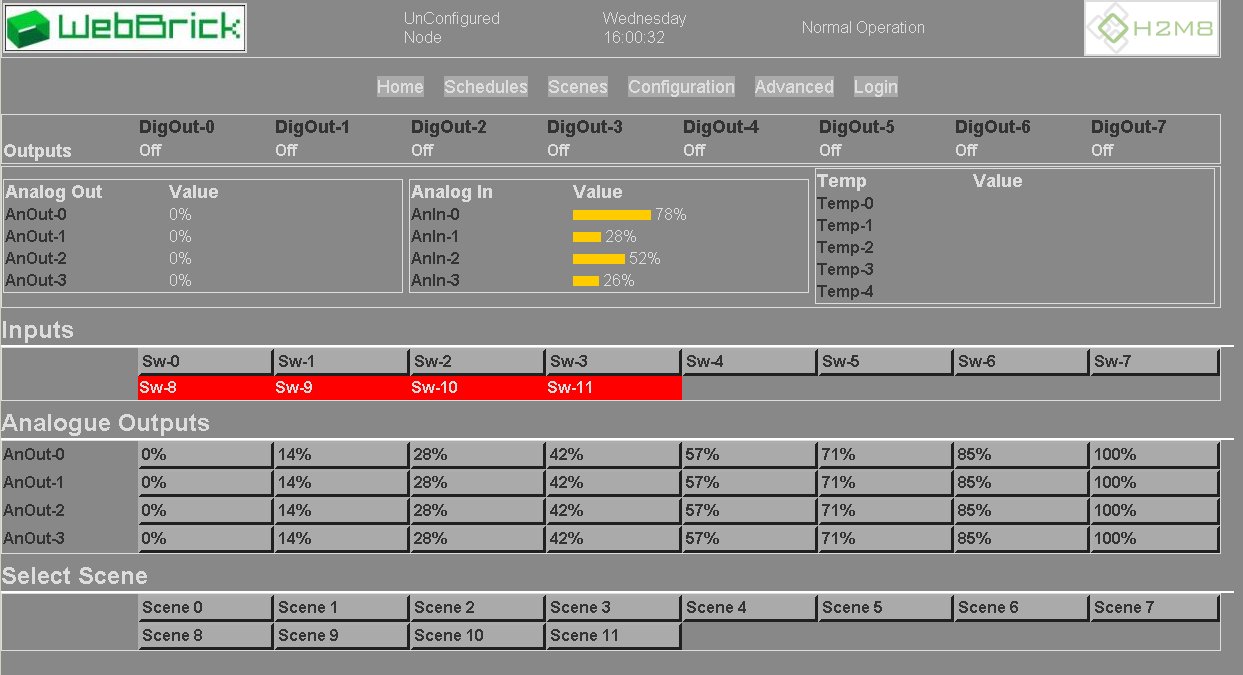 WebBrick UnConfigured Node Wednesday 16:00:32 Normal Operation H2M8
Home Schedules Scenes Configuration Advanced Login
DigOut-0 DigOut-1 DigOut-2 DigOut-3 DigOut-4 DigOut-5 DigOut-6 DigOut-7
Outputs Off Off Off Off Off Off Off Off
Analog Out Value
AnOut-0 0%
AnOut-1 0%
AnOut-2 0%
AnOut-3 0%
Analog In Value
AnIn-0 78%
AnIn-1 28%
AnIn-2 52%
AnIn-3 26%
Temp Value
Temp-0
Temp-1
Temp-2
Temp-3
Temp-4
Inputs
Sw-0 Sw-1 Sw-2 Sw-3 Sw-4 Sw-5 Sw-6 Sw-7
Sw-8 Sw-9 Sw-10 Sw-11
Analogue Outputs
AnOut-0 0% 14% 28% 42% 57% 71% 85% 100%
AnOut-1 0% 14% 28% 42% 57% 71% 85% 100%
AnOut-2 0% 14% 28% 42% 57% 71% 85% 100%
AnOut-3 0% 14% 28% 42% 57% 71% 85% 100%
Select Scene
Scene 0 Scene 1 Scene 2 Scene 3 Scene 4 Scene 5 Scene 6 Scene 7
Scene 8 Scene 9 Scene 10 Scene 11